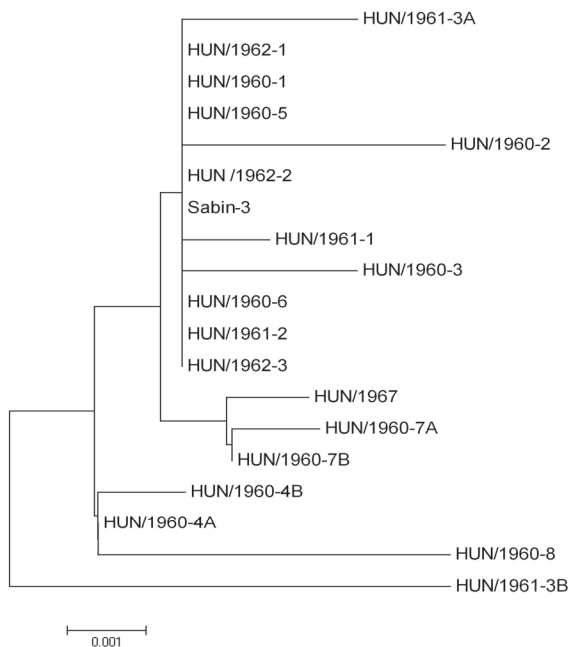 HUN/1961-3A
HUN/1962-1
HUN/1960-1
HUN/1960-5
HUN/1960-2
HUN /1962-2
Sabin-3
HUN/1961-1
HUN/1960-3
HUN/1960-6
HUN/1961-2
HUN/1962-3
HUN/1967
HUN/1960-7A
HUN/1960-7B
HUN/1960-4B
HUN/1960-4A
HUN/1960-8
HUN/1961-3B
0.001